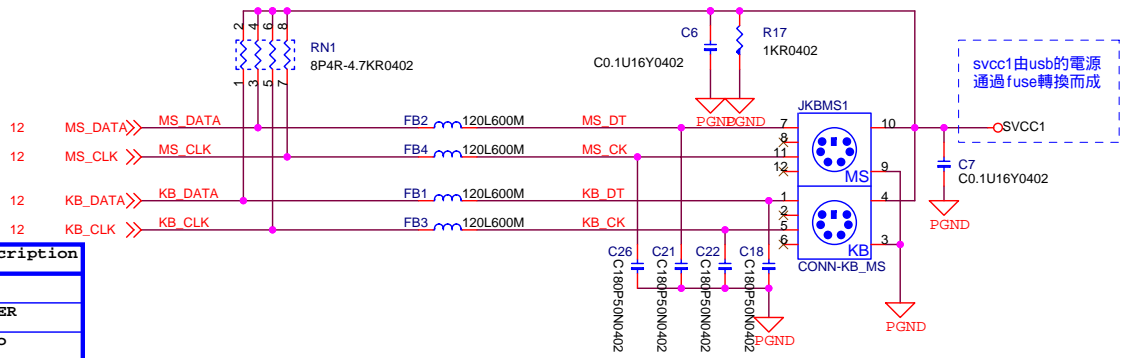 2
4
6
8
RN1
8P4R-4.7KR0402
1
3
5
7
C6
C0.1U16Y0402
R17
1KR0402
PGND
PGND
svcc1由usb的電源
通過fuse轉換而成
JKBMS1
12 MS_DATA MS_DATA FB2 120L600M MS_DT 7 10 SVCC1
8
12 MS_CLK MS_CLK FB4 120L600M MS_CK 11
12 MS 9
C7
C0.1U16Y0402
12 KB_DATA KB_DATA FB1 120L600M KB_DT 1 4
2
PGND
12 KB_CLK KB_CLK FB3 120L600M KB_CK 5
6 KB 3
CONN-KB_MS
C26
C180P50N0402
C21
C180P50N0402
C22
C180P50N0402
C18
C180P50N0402
PGND
PGND
cription
ER